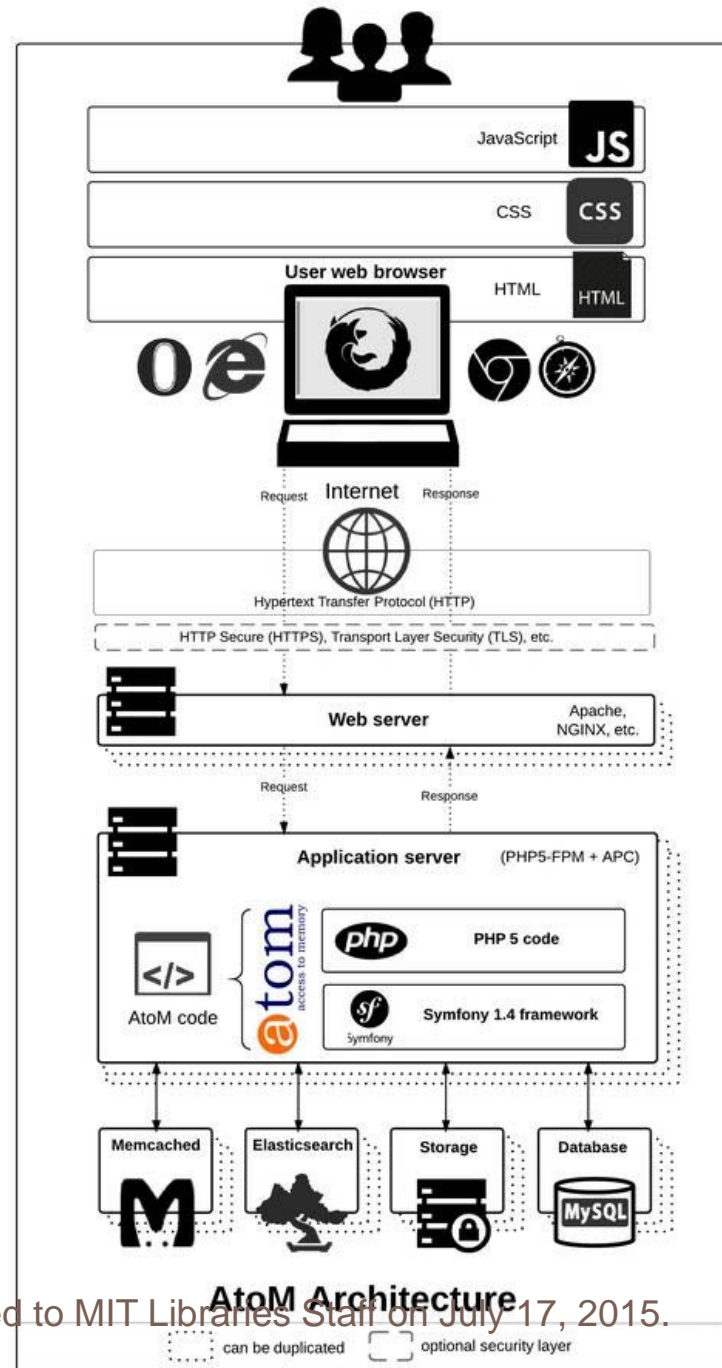 JavaScript
JS
CSS
CSS
User web browser
HTML
HTML
Request
Internet
Response
Hypertext Transfer Protocol (HTTP)
HTTP Secure (HTTPS), Transport Layer Security (TLS), etc.
Web server
Apache,
NGINX, etc.
Request
Response
Application server
(PHP5-FPM + APC)
AtoM code
</>
atom
access to memory
php
PHP 5 code
sf
Symfony
Symfony 1.4 framework
Memcached
Elasticsearch
Storage
Database
MySQL
AtoM Architecture
ed to MIT Libraries Staff on July 17, 2015.
can be duplicated
optional security layer